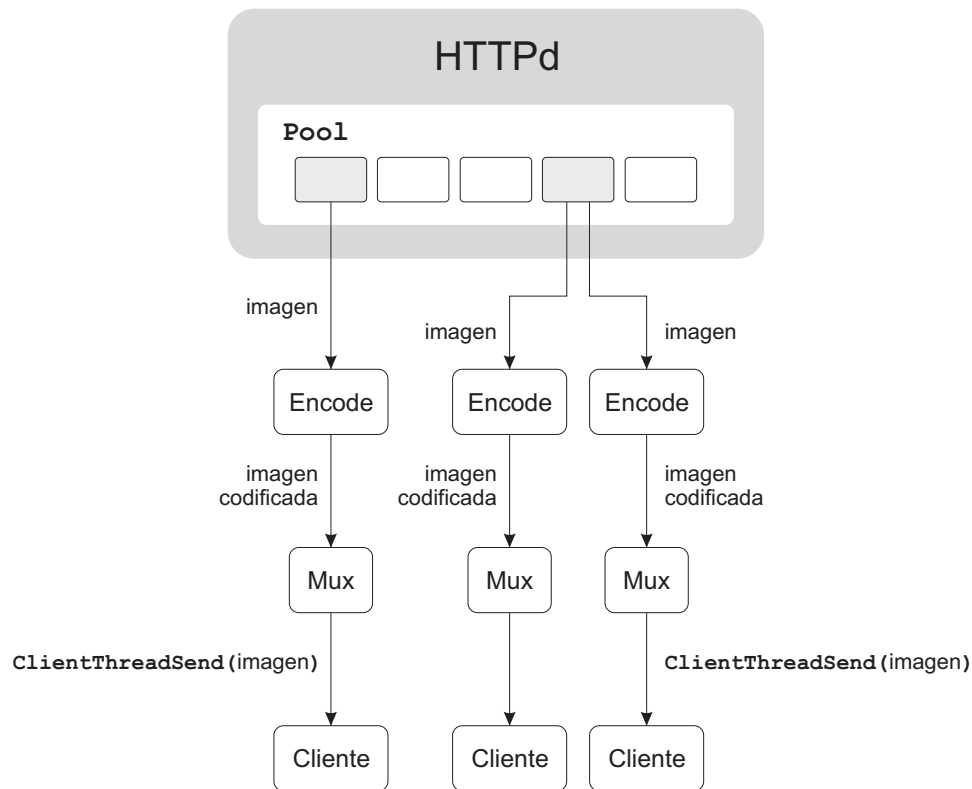 HTTPd
Pool
imagen
imagen
imagen
Encode
Encode
Encode
imagen
codificada
imagen
codificada
imagen
codificada
Mux
Mux
Mux
ClientThreadSend(imagen)
ClientThreadSend(imagen)
Cliente
Cliente
Cliente